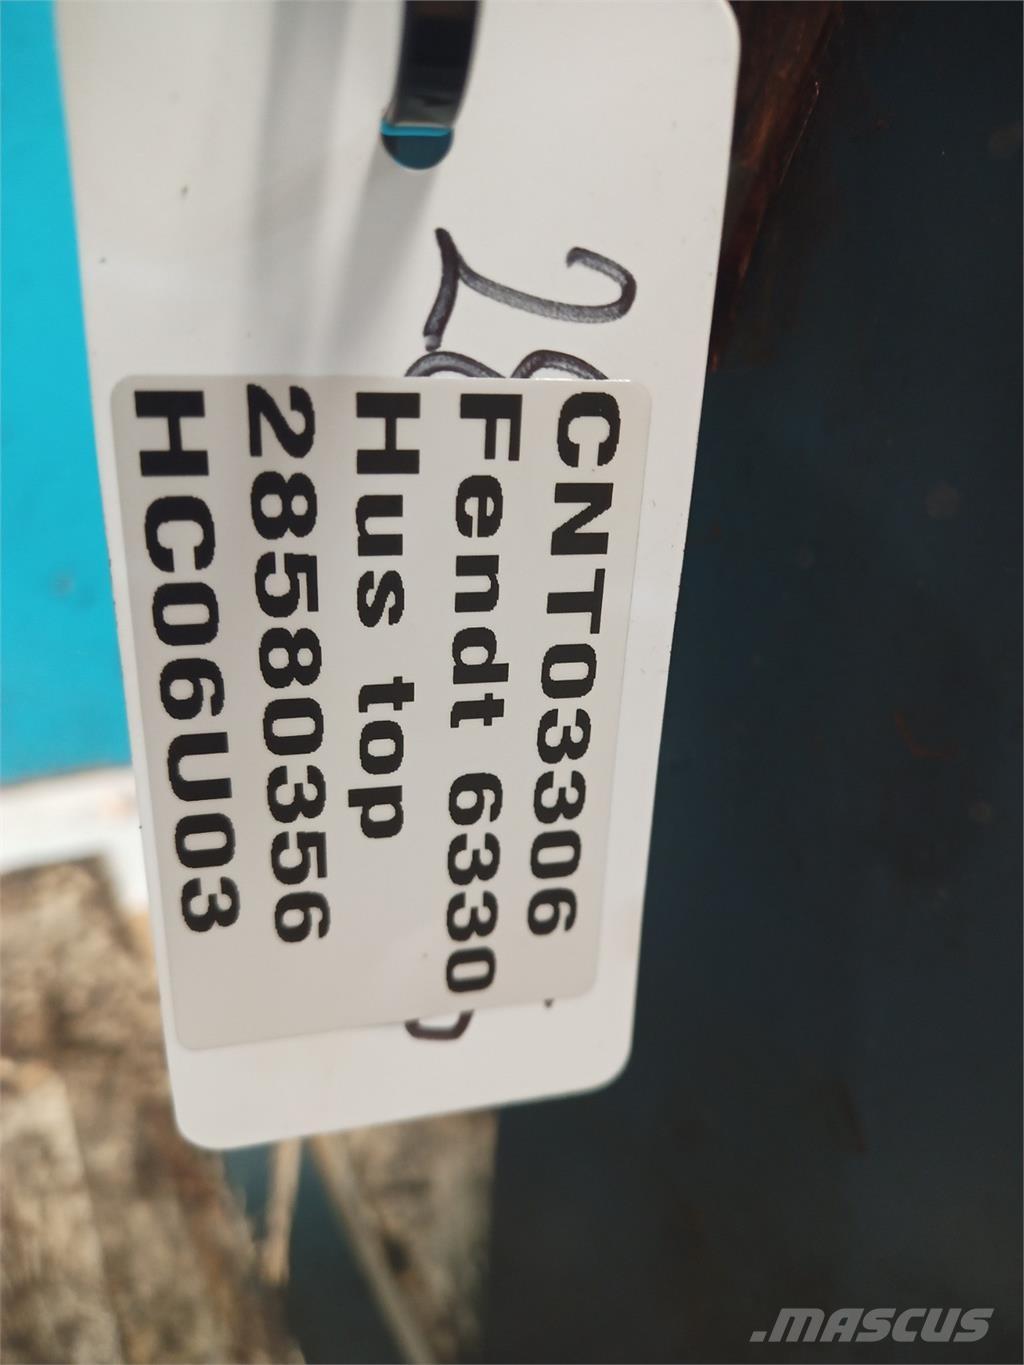 CNT03306
Fendt 6330
Hus top
28580356
HC06U03
.MASCUS